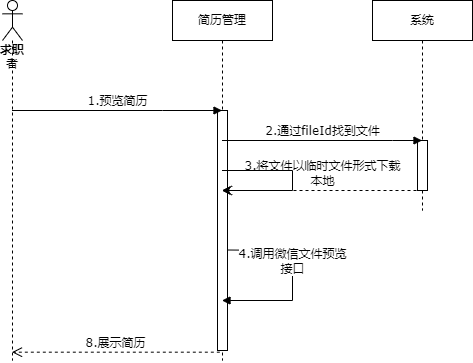 简历管理
系统
求职
者
1.预览简历
2.通过fileId找到文件
3.将文件以临时文件形式下载
本地
4.调用微信文件预览
接口
8.展示简历